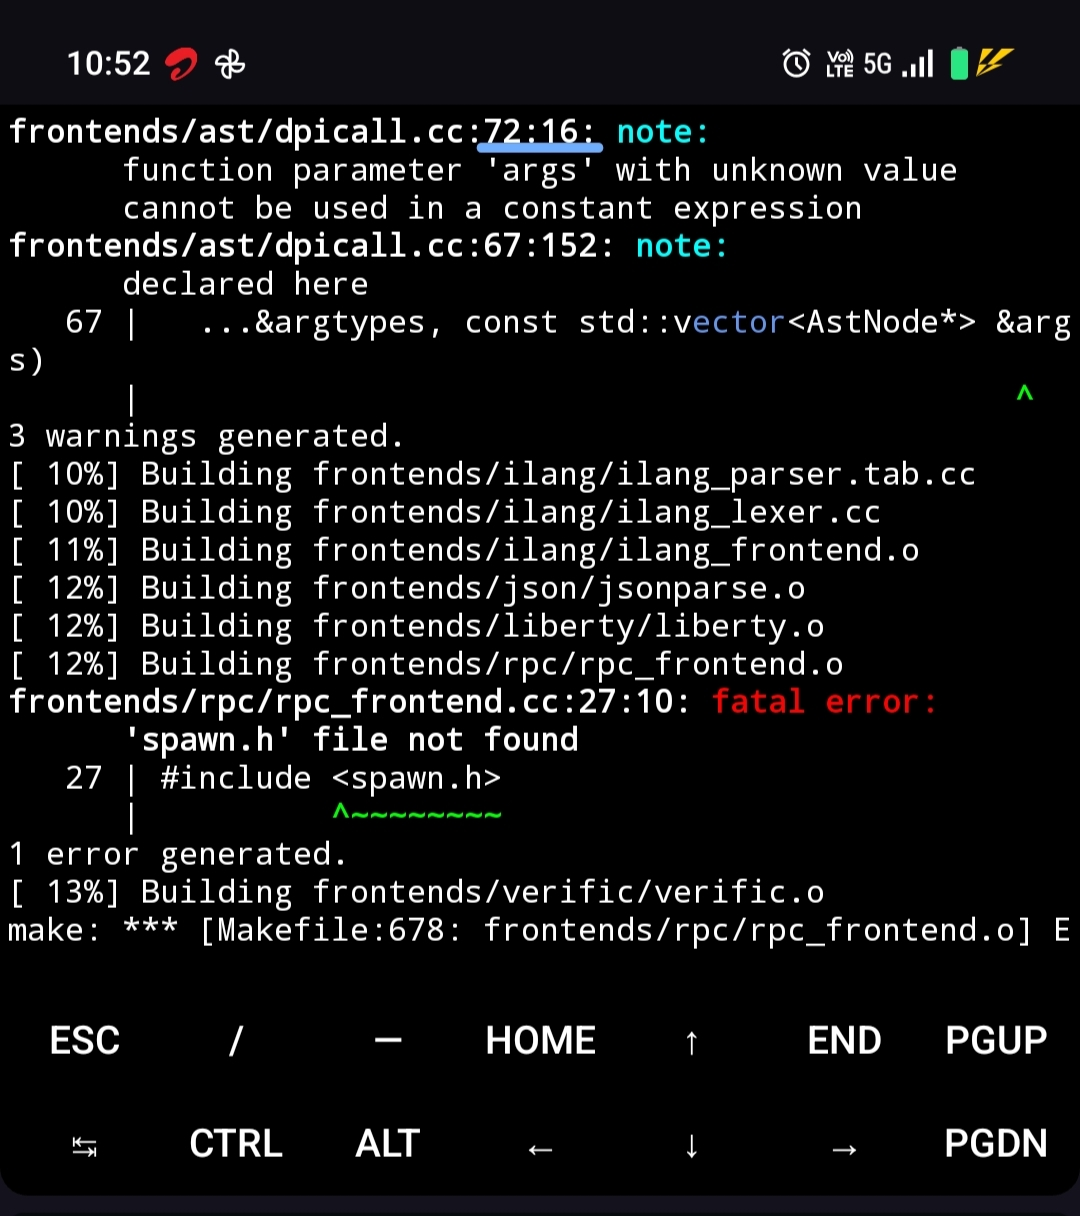 10:52 Vo) LTE 5G
frontends/ast/dpicall.cc:72:16: note:
function parameter 'args' with unknown value
cannot be used in a constant expression
frontends/ast/dpicall.cc:67:152: note:
declared here
67 | ...&argtypes, const std::vector<AstNode*> &arg
s)
| ^
3 warnings generated.
[ 10%] Building frontends/ilang/ilang_parser.tab.cc
[ 10%] Building frontends/ilang/ilang_lexer.cc
[ 11%] Building frontends/ilang/ilang_frontend.o
[ 12%] Building frontends/json/jsonparse.o
[ 12%] Building frontends/liberty/liberty.o
[ 12%] Building frontends/rpc/rpc_frontend.o
frontends/rpc/rpc_frontend.cc:27:10: fatal error:
'spawn.h' file not found
27 | #include <spawn.h>
| ^~~~~~~~~
1 error generated.
[ 13%] Building frontends/verific/verific.o
make: *** [Makefile:678: frontends/rpc/rpc_frontend.o] E
ESC / — HOME ↑ END PGUP
↹ CTRL ALT ← ↓ → PGDN